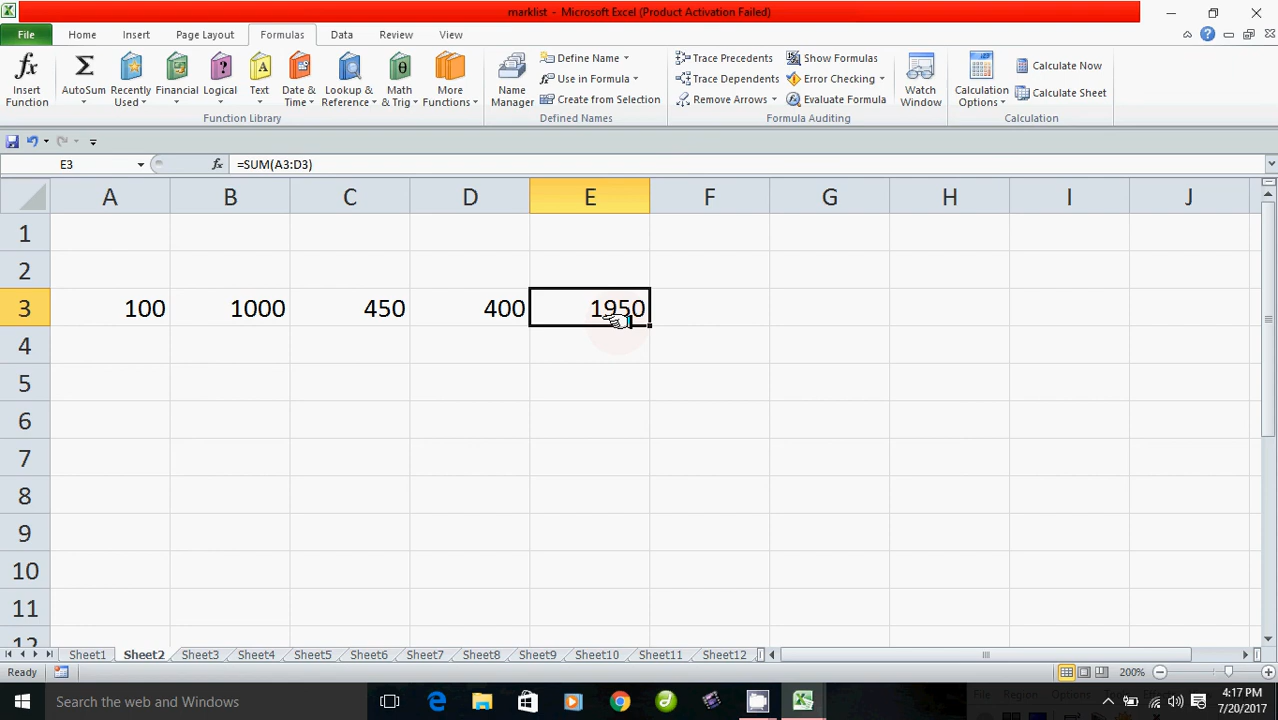 marklist - Microsoft Excel (Product Activation Failed)
File Home Insert Page Layout Formulas Data Review View
Insert Function
AutoSum
Recently Used
Financial
Logical
Text
Date & Time
Lookup & Reference
Math & Trig
More Functions
Function Library
Name Manager
Define Name
Use in Formula
Create from Selection
Defined Names
Trace Precedents
Trace Dependents
Remove Arrows
Show Formulas
Error Checking
Evaluate Formula
Formula Auditing
Watch Window
Calculation Options
Calculate Now
Calculate Sheet
Calculation
E3 fx =SUM(A3:D3)
A B C D E F G H I J
1
2
3 100 1000 450 400 1950
4
5
6
7
8
9
10
11
12
Sheet1 Sheet2 Sheet3 Sheet4 Sheet5 Sheet6 Sheet7 Sheet8 Sheet9 Sheet10 Sheet11 Sheet12
Ready 200%
Search the web and Windows
4:17 PM
7/20/2017
File Region Options